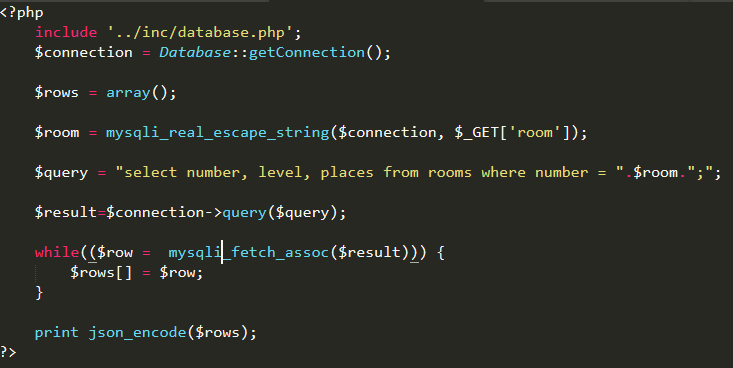 <?php
include '../inc/database.php';
$connection = Database::getConnection();
$rows = array();
$room = mysqli_real_escape_string($connection, $_GET['room']);
$query = "select number, level, places from rooms where number = ".$room.";";
$result=$connection->query($query);
while(($row =  mysqli_fetch_assoc($result))) {
$rows[] = $row;
}
print json_encode($rows);
?>